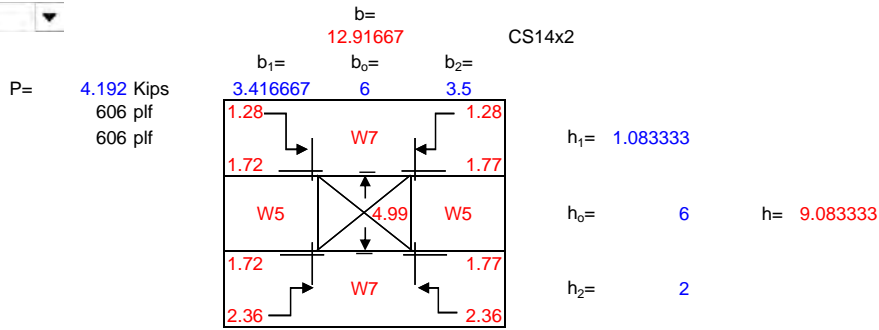 b=
12.91667 CS14x2
b₁= bₒ= b₂=
P= 4.192 Kips 3.416667 6 3.5
606 plf 1.28 1.28
606 plf W7 h₁= 1.083333
1.72 1.77
W5 4.99 W5 hₒ= 6 h= 9.083333
1.72 1.77
W7 h₂= 2
2.36 2.36